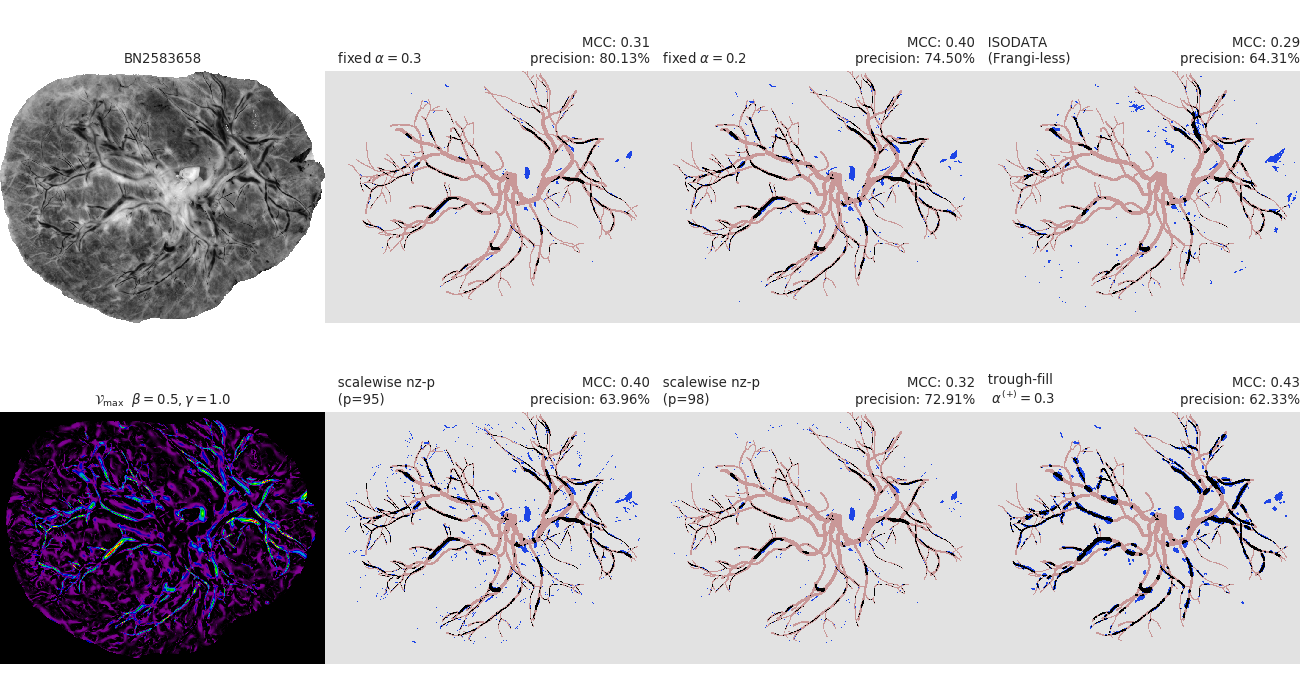 BN2583658
fixed α = 0.3
MCC: 0.31
precision: 80.13%
fixed α = 0.2
MCC: 0.40
precision: 74.50%
ISODATA
(Frangi-less)
MCC: 0.29
precision: 64.31%
𝒱max β = 0.5, γ = 1.0
scalewise nz-p
(p=95)
MCC: 0.40
precision: 63.96%
scalewise nz-p
(p=98)
MCC: 0.32
precision: 72.91%
trough-fill
α(+) = 0.3
MCC: 0.43
precision: 62.33%